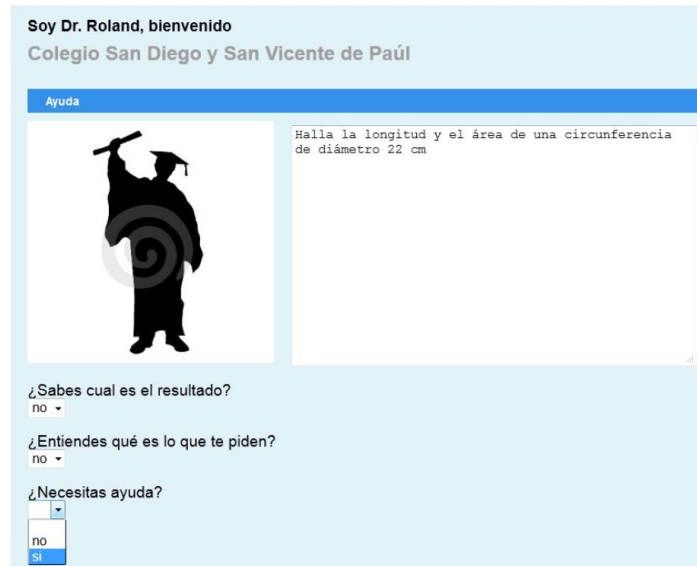 Soy Dr. Roland, bienvenido
Colegio San Diego y San Vicente de Paúl
Ayuda
Halla la longitud y el área de una circunferencia
de diámetro 22 cm
¿Sabes cual es el resultado?
no
¿Entiendes qué es lo que te piden?
no
¿Necesitas ayuda?
no
si